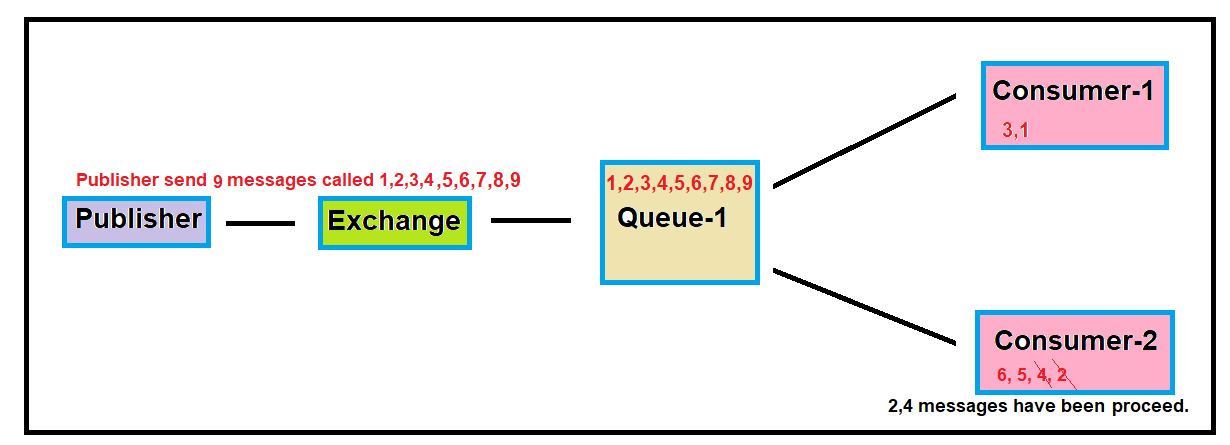 Publisher send 9 messages called 1,2,3,4,5,6,7,8,9
Publisher
Exchange
1,2,3,4,5,6,7,8,9
Queue-1
Consumer-1
3,1
Consumer-2
6, 5, 4, 2
2,4 messages have been proceed.